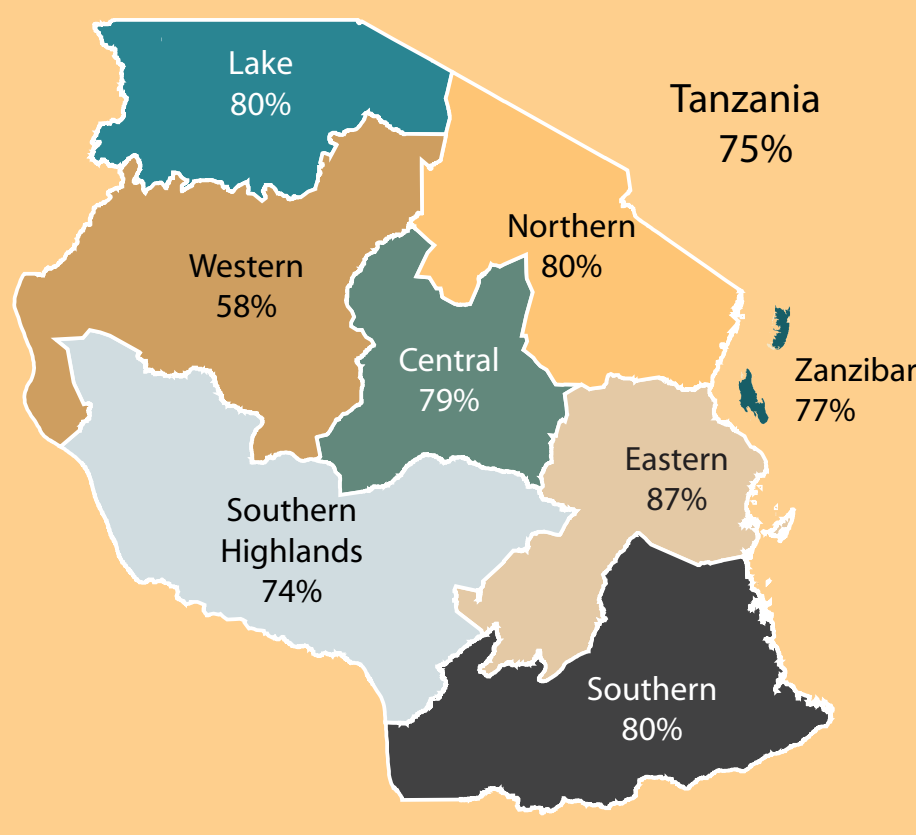 Lake
80%
Tanzania
75%
Northern
80%
Western
58%
Central
79%
Zanzibar
77%
Eastern
87%
Southern
Highlands
74%
Southern
80%